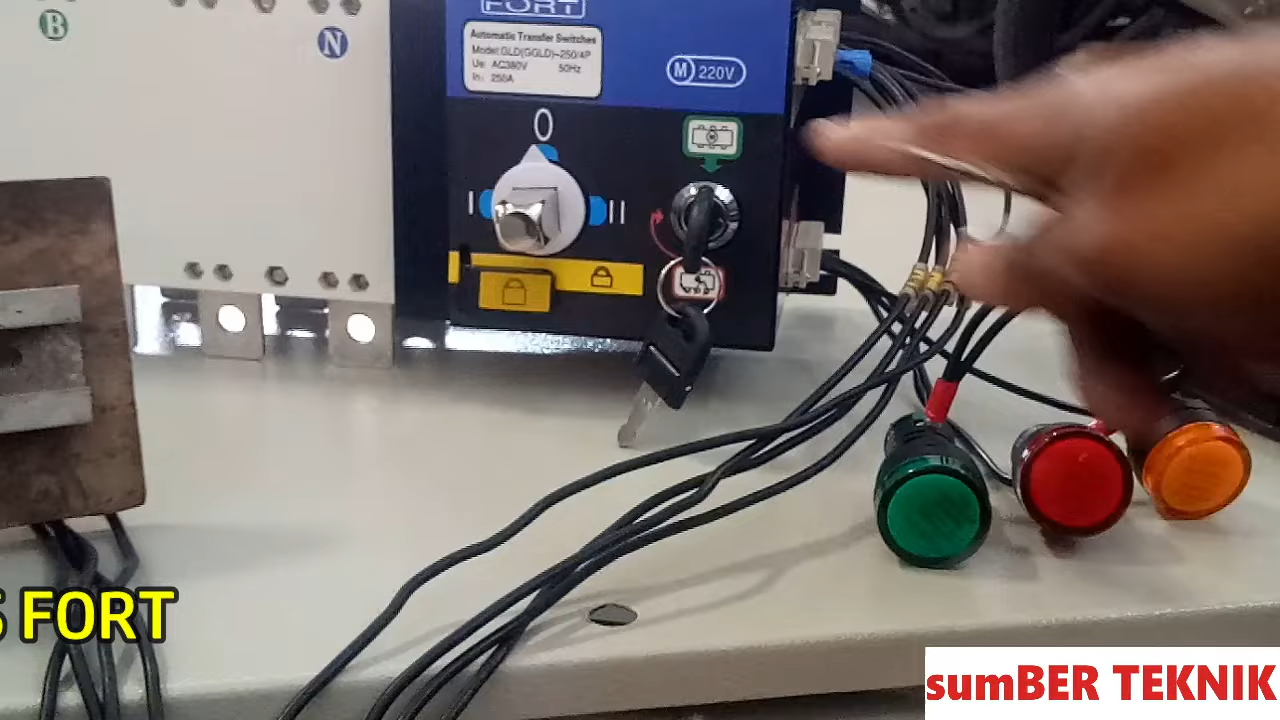 FORT
Automatic Transfer Switches
Model:GLD(GGLD)-250/4P
Ue: AC380V 50Hz
In: 250A
M 220V
B
N
0
I
II
S FORT
sumBER TEKNIK